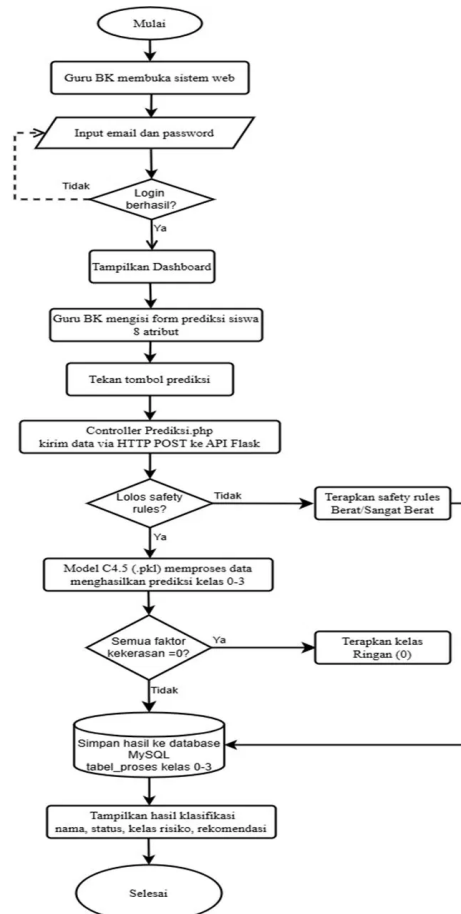 Mulai
Guru BK membuka sistem web
Input email dan password
Tidak
Login
berhasil?
Ya
Tampilkan Dashboard
Guru BK mengisi form prediksi siswa
8 atribut
Tekan tombol prediksi
Controller Prediksi.php
kirim data via HTTP POST ke API Flask
Lolos safety
rules?
Tidak
Terapkan safety rules
Berat/Sangat Berat
Ya
Model C4.5 (.pkl) memproses data
menghasilkan prediksi kelas 0-3
Semua faktor
kekerasan =0?
Ya
Terapkan kelas
Ringan (0)
Tidak
Simpan hasil ke database
MySQL
tabel_proses kelas 0-3
Tampilkan hasil klasifikasi
nama, status, kelas risiko, rekomendasi
Selesai